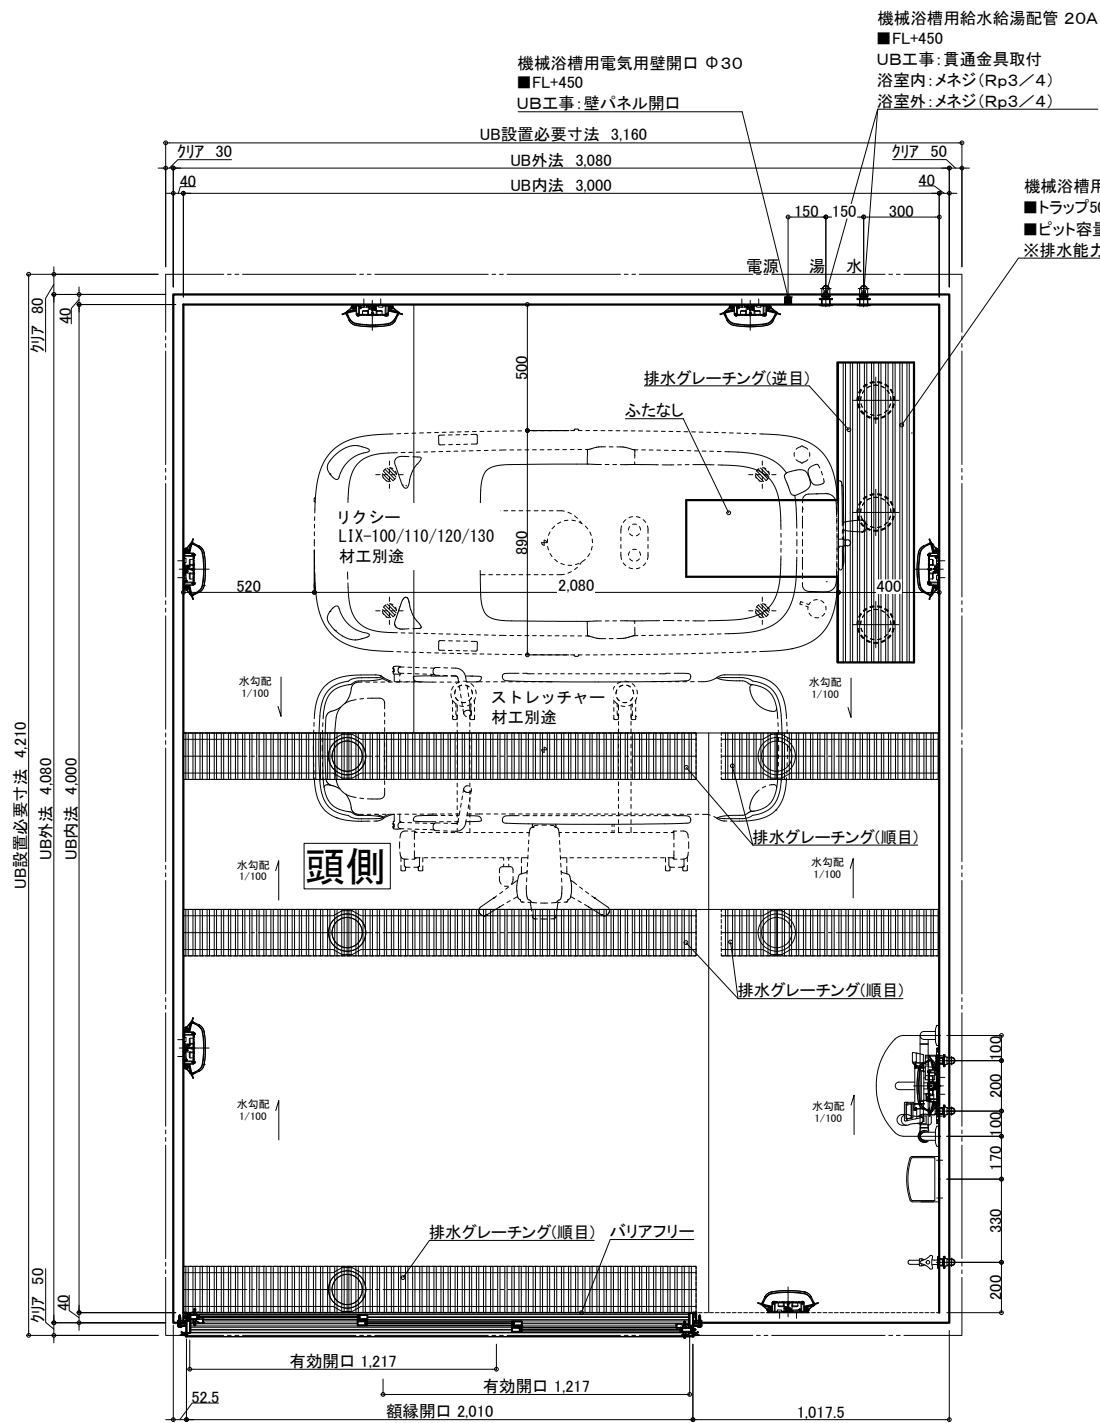 機械浴槽用給水給湯配管 20A
■FL+450
UB工事：貫通金具取付
浴室内：メネジ（Rp3／4）
浴室外：メネジ（Rp3／4）
機械浴槽用電気用壁開口 Φ30
■FL+450
UB工事：壁パネル開口
UB設置必要寸法 3,160
クリア 30
UB外法 3,080
クリア 50
40
UB内法 3,000
40
機械浴槽用
■トラップ50
■ピット容量
※排水能力
150
150
300
電源
湯
水
クリア 80
40
500
排水グレーチング(逆目)
ふたなし
リクシー
LIX-100/110/120/130
材工別途
890
520
2,080
400
水勾配
1/100
ストレッチャー
材工別途
水勾配
1/100
UB設置必要寸法 4,210
UB外法 4,080
UB内法 4,000
排水グレーチング(順目)
水勾配
1/100
頭側
水勾配
1/100
排水グレーチング(順目)
100
200
100
170
330
200
水勾配
1/100
水勾配
1/100
排水グレーチング(順目)
バリアフリー
クリア 50
40
有効開口 1,217
有効開口 1,217
52.5
額縁開口 2,010
1,017.5